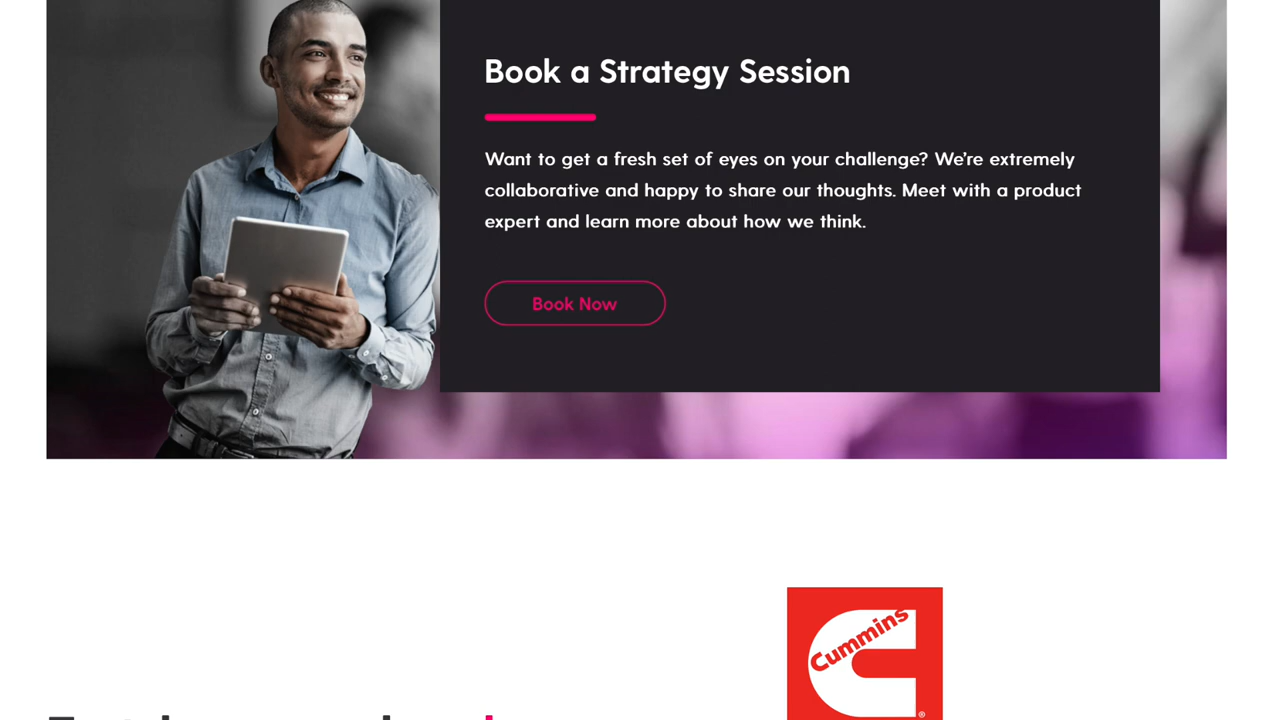 Book a Strategy Session
Want to get a fresh set of eyes on your challenge? We're extremely
collaborative and happy to share our thoughts. Meet with a product
expert and learn more about how we think.
Book Now
Cummins
®